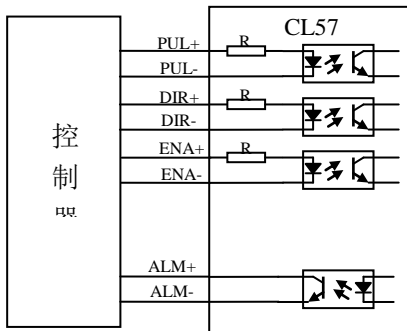 CL57
PUL+
R
PUL-
DIR+
R
DIR-
ENA+
R
ENA-
控
制
ALM+
ALM-